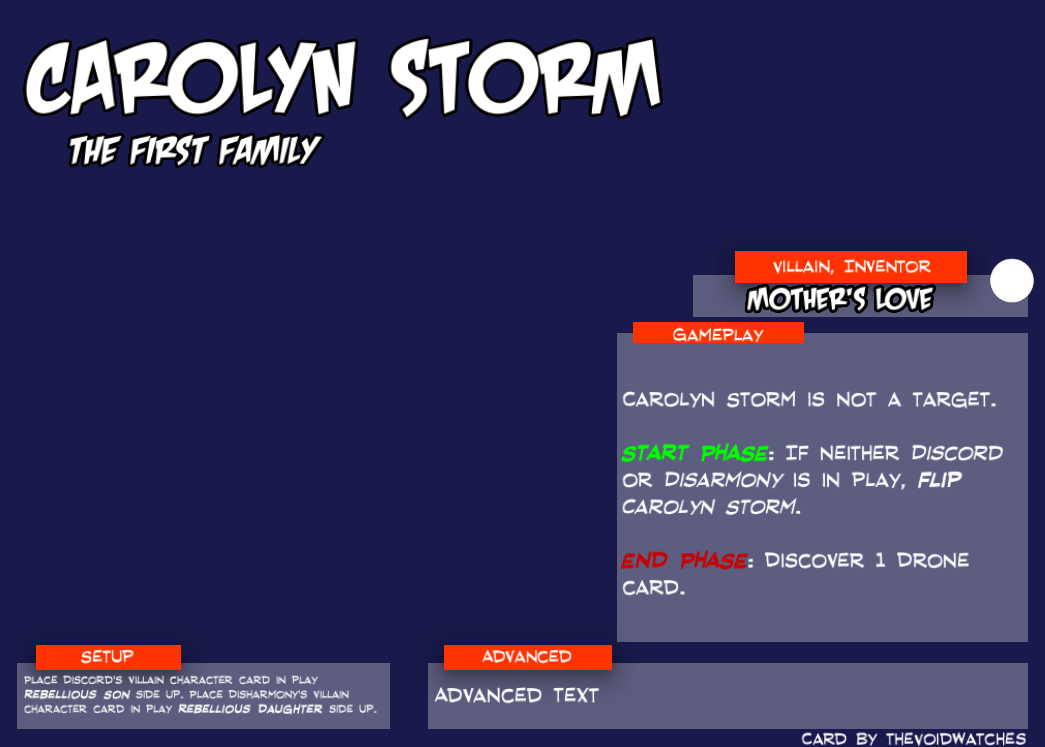 CAROLYN STORM
THE FIRST FAMILY
VILLAIN, INVENTOR
MOTHER'S LOVE
GAMEPLAY
CAROLYN STORM IS NOT A TARGET.
START PHASE: IF NEITHER DISCORD
OR DISARMONY IS IN PLAY, FLIP
CAROLYN STORM.
END PHASE: DISCOVER 1 DRONE
CARD.
SETUP
PLACE DISCORD'S VILLAIN CHARACTER CARD IN PLAY
REBELLIOUS SON SIDE UP. PLACE DISHARMONY'S VILLAIN
CHARACTER CARD IN PLAY REBELLIOUS DAUGHTER SIDE UP.
ADVANCED
ADVANCED TEXT
CARD BY THEVOIDWATCHES